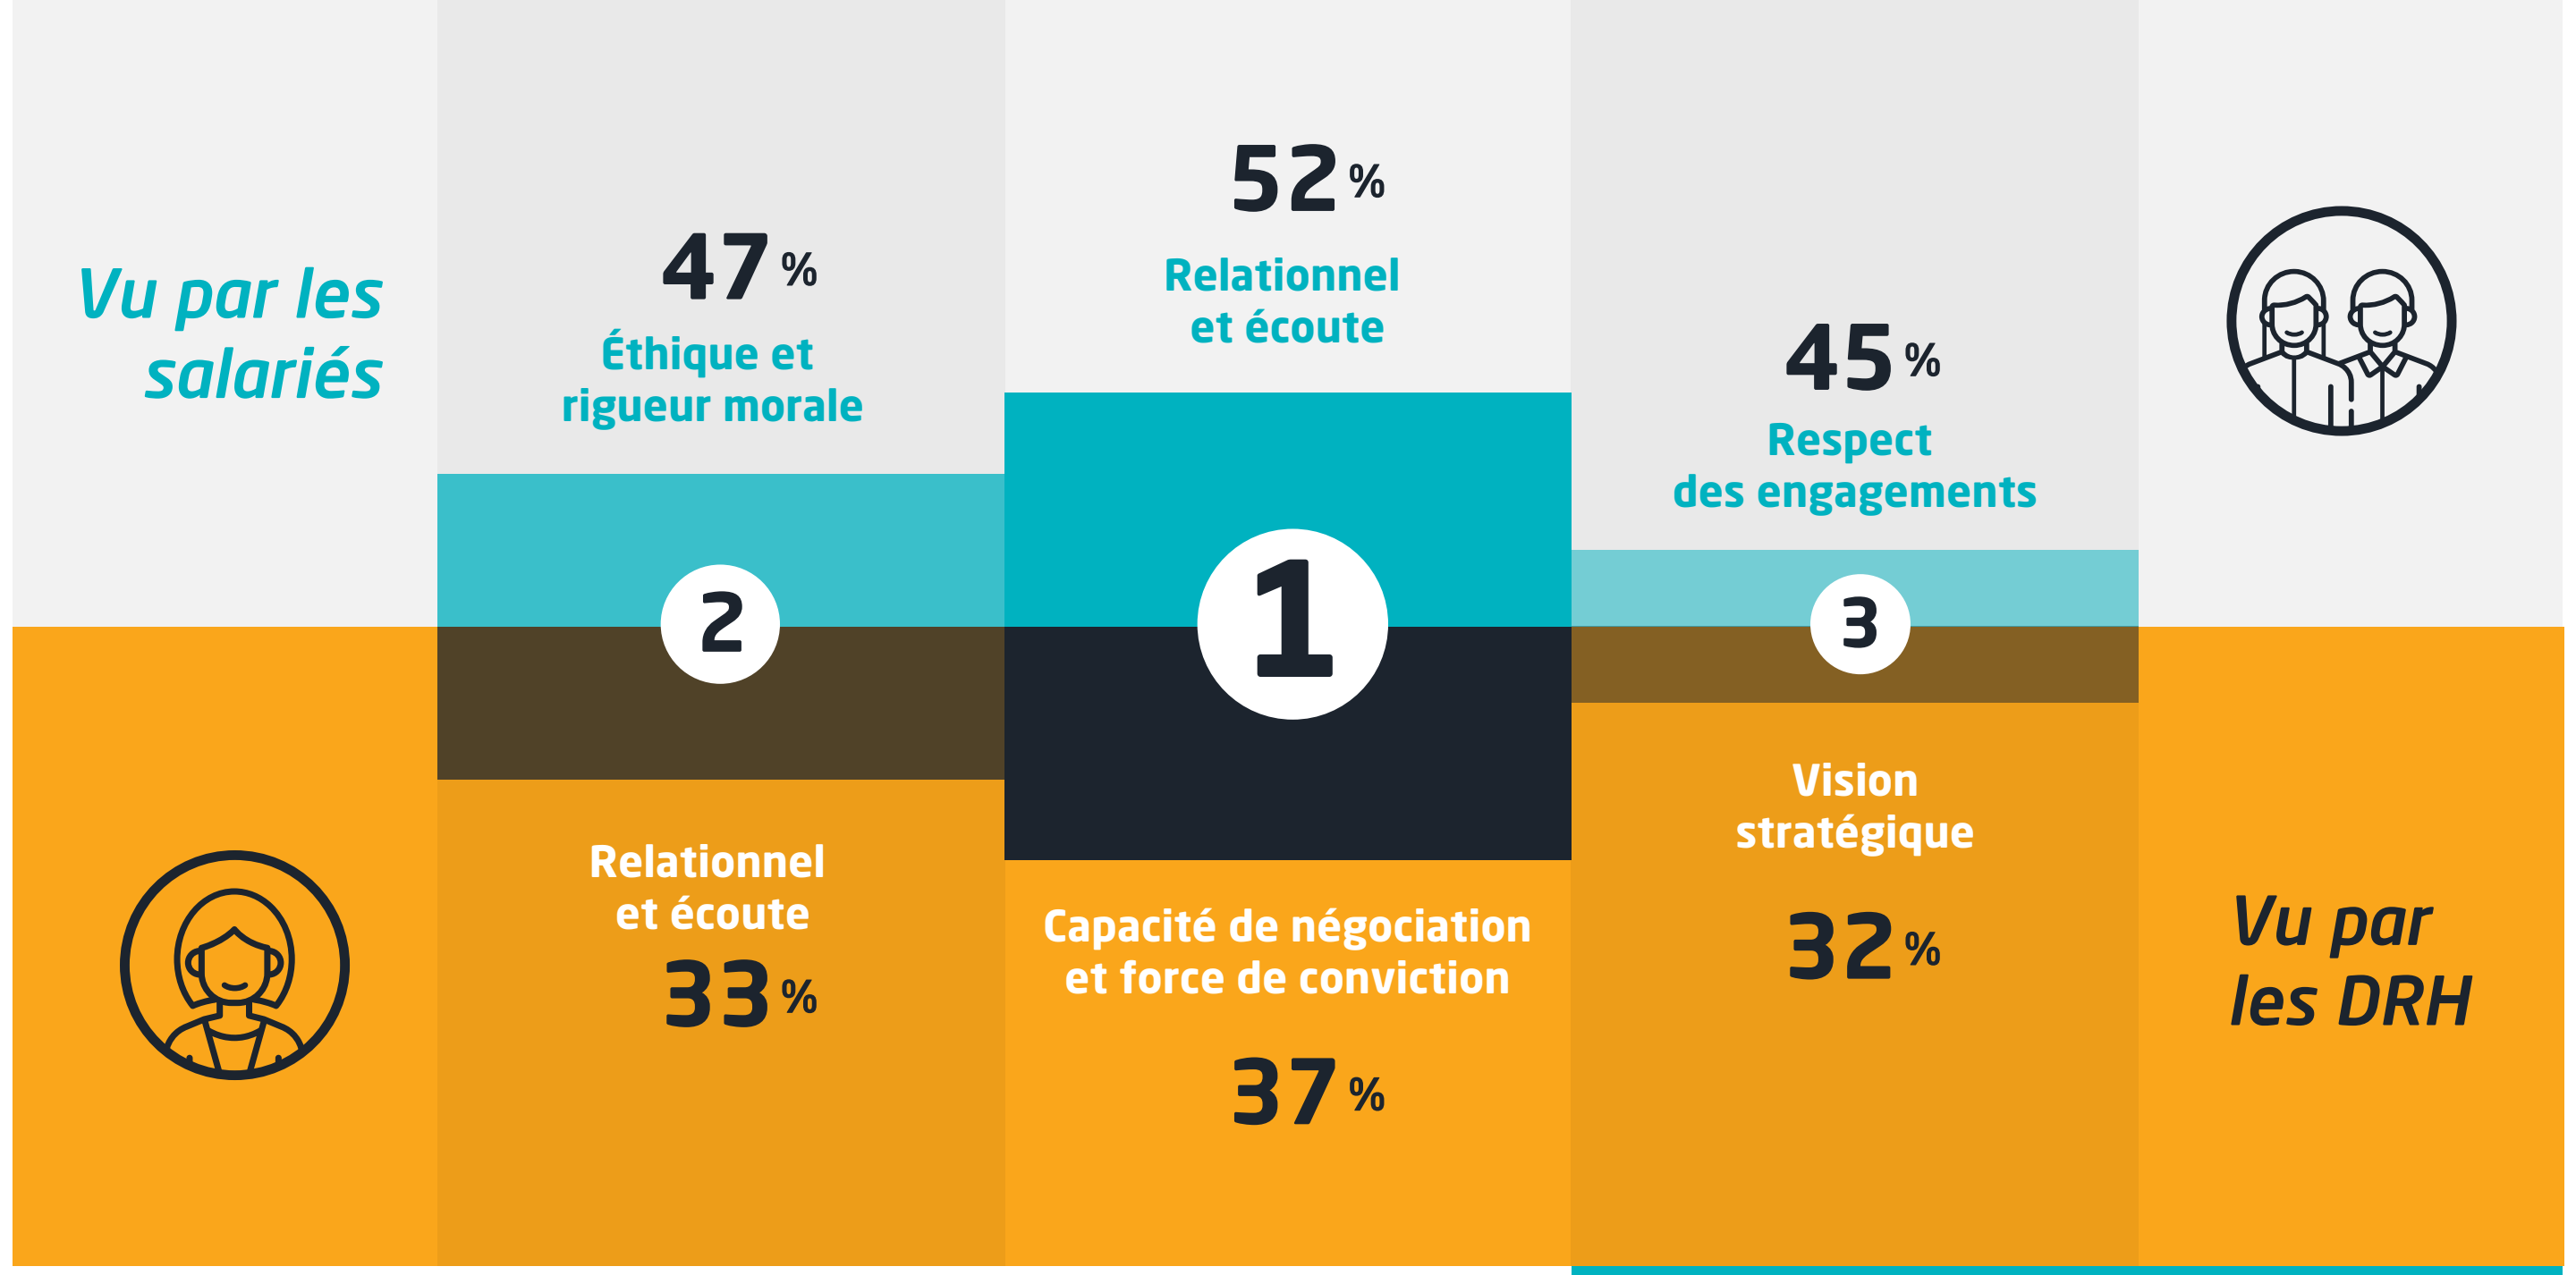 Vu par les
salariés
47 %
Éthique et
rigueur morale
52 %
Relationnel
et écoute
45 %
Respect
des engagements
2
1
3
Relationnel
et écoute
33 %
Capacité de négociation
et force de conviction
37 %
Vision
stratégique
32 %
Vu par
les DRH